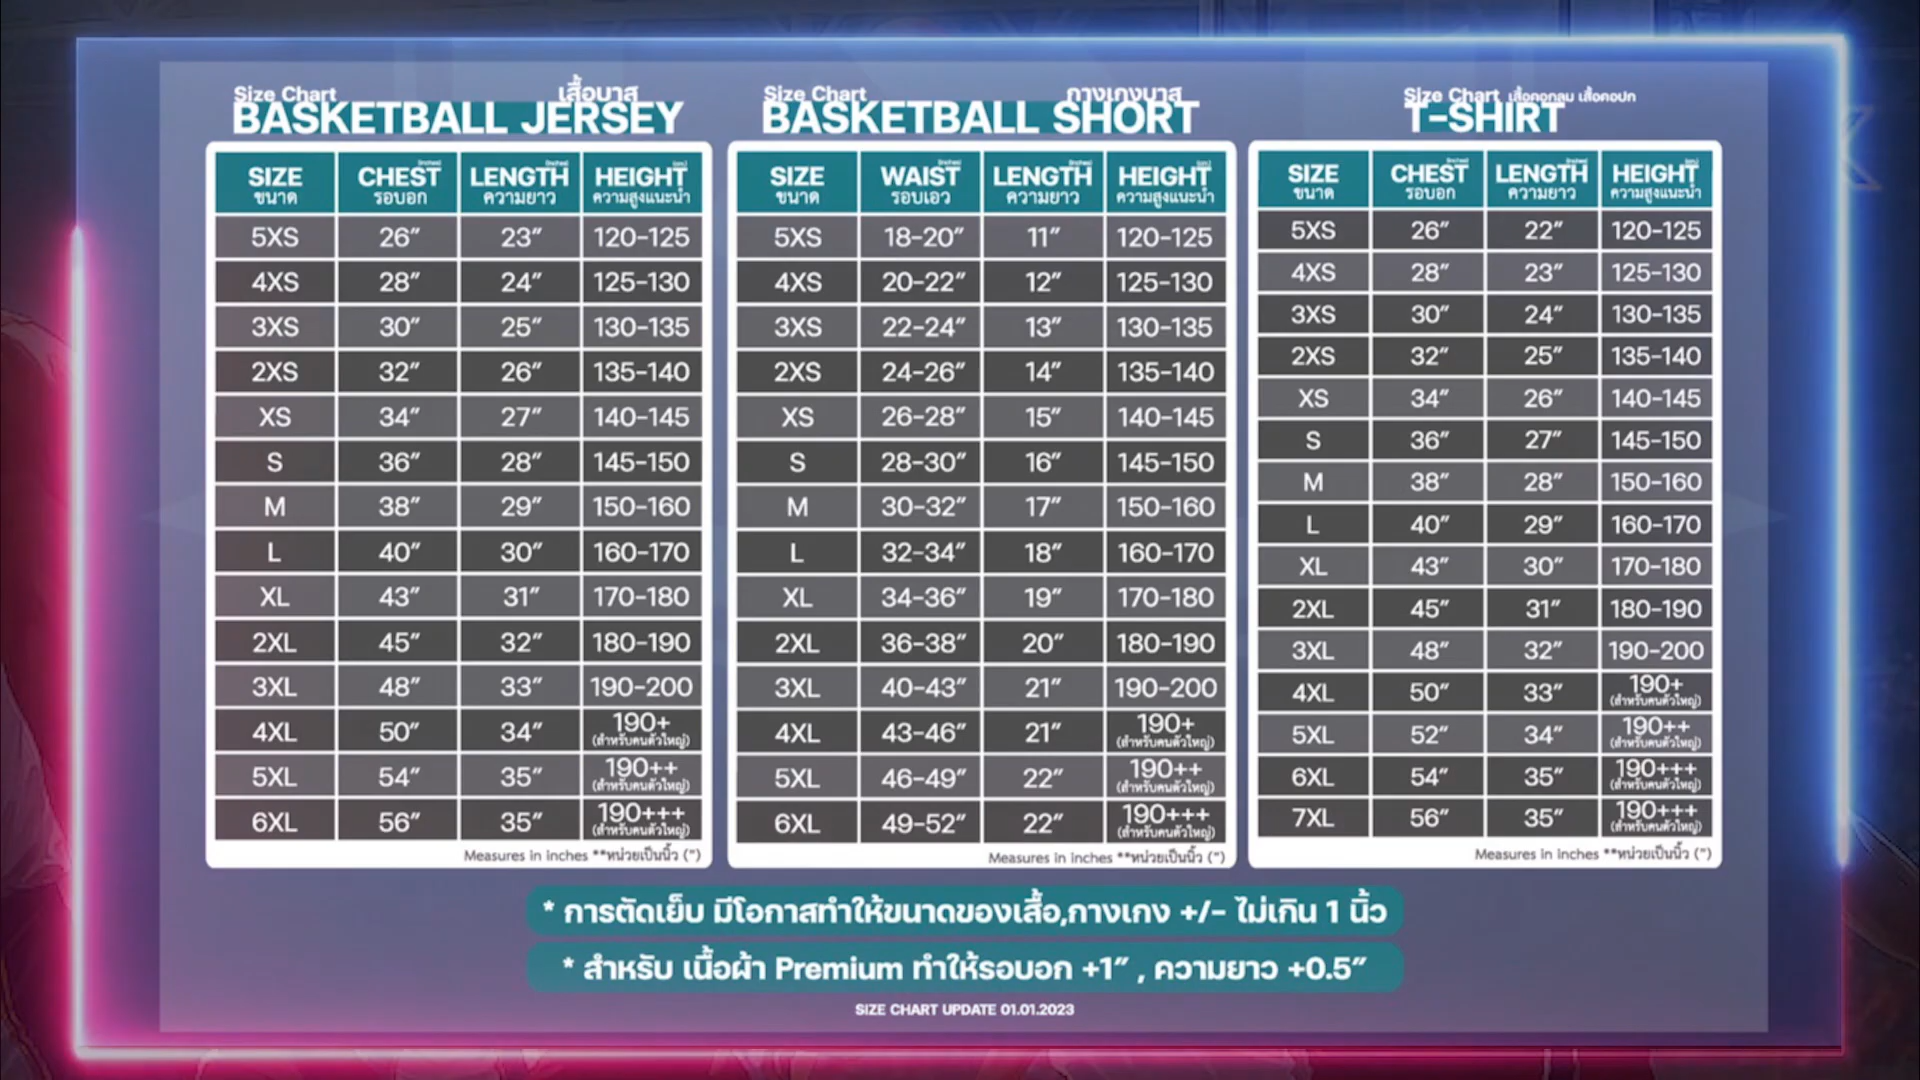 Size Chart เสื้อบาส
BASKETBALL JERSEY
SIZE CHEST (inches) LENGTH (inches) HEIGHT (cm.)
ขนาด รอบอก ความยาว ความสูงแนะนำ
5XS 26” 23” 120-125
4XS 28” 24” 125-130
3XS 30” 25” 130-135
2XS 32” 26” 135-140
XS 34” 27” 140-145
S 36” 28” 145-150
M 38” 29” 150-160
L 40” 30” 160-170
XL 43” 31” 170-180
2XL 45” 32” 180-190
3XL 48” 33” 190-200
4XL 50” 34” 190+
(สำหรับคนตัวใหญ่)
5XL 54” 35” 190++
(สำหรับคนตัวใหญ่)
6XL 56” 35” 190+++
(สำหรับคนตัวใหญ่)
Measures in inches **หน่วยเป็นนิ้ว (”)
Size Chart กางเกงบาส
BASKETBALL SHORT
SIZE WAIST (inches) LENGTH (inches) HEIGHT (cm.)
ขนาด รอบเอว ความยาว ความสูงแนะนำ
5XS 18-20” 11” 120-125
4XS 20-22” 12” 125-130
3XS 22-24” 13” 130-135
2XS 24-26” 14” 135-140
XS 26-28” 15” 140-145
S 28-30” 16” 145-150
M 30-32” 17” 150-160
L 32-34” 18” 160-170
XL 34-36” 19” 170-180
2XL 36-38” 20” 180-190
3XL 40-43” 21” 190-200
4XL 43-46” 21” 190+
(สำหรับคนตัวใหญ่)
5XL 46-49” 22” 190++
(สำหรับคนตัวใหญ่)
6XL 49-52” 22” 190+++
(สำหรับคนตัวใหญ่)
Measures in inches **หน่วยเป็นนิ้ว (”)
Size Chart เสื้อคอกลม เสื้อคอปก
T-SHIRT
SIZE CHEST (inches) LENGTH (inches) HEIGHT (cm.)
ขนาด รอบอก ความยาว ความสูงแนะนำ
5XS 26” 22” 120-125
4XS 28” 23” 125-130
3XS 30” 24” 130-135
2XS 32” 25” 135-140
XS 34” 26” 140-145
S 36” 27” 145-150
M 38” 28” 150-160
L 40” 29” 160-170
XL 43” 30” 170-180
2XL 45” 31” 180-190
3XL 48” 32” 190-200
4XL 50” 33” 190+
(สำหรับคนตัวใหญ่)
5XL 52” 34” 190++
(สำหรับคนตัวใหญ่)
6XL 54” 35” 190+++
(สำหรับคนตัวใหญ่)
7XL 56” 35” 190+++
(สำหรับคนตัวใหญ่)
Measures in inches **หน่วยเป็นนิ้ว (”)
* การตัดเย็บ มีโอกาสทำให้ขนาดของเสื้อ,กางเกง +/- ไม่เกิน 1 นิ้ว
* สำหรับ เนื้อผ้า Premium ทำให้รอบอก +1” , ความยาว +0.5”
SIZE CHART UPDATE 01.01.2023